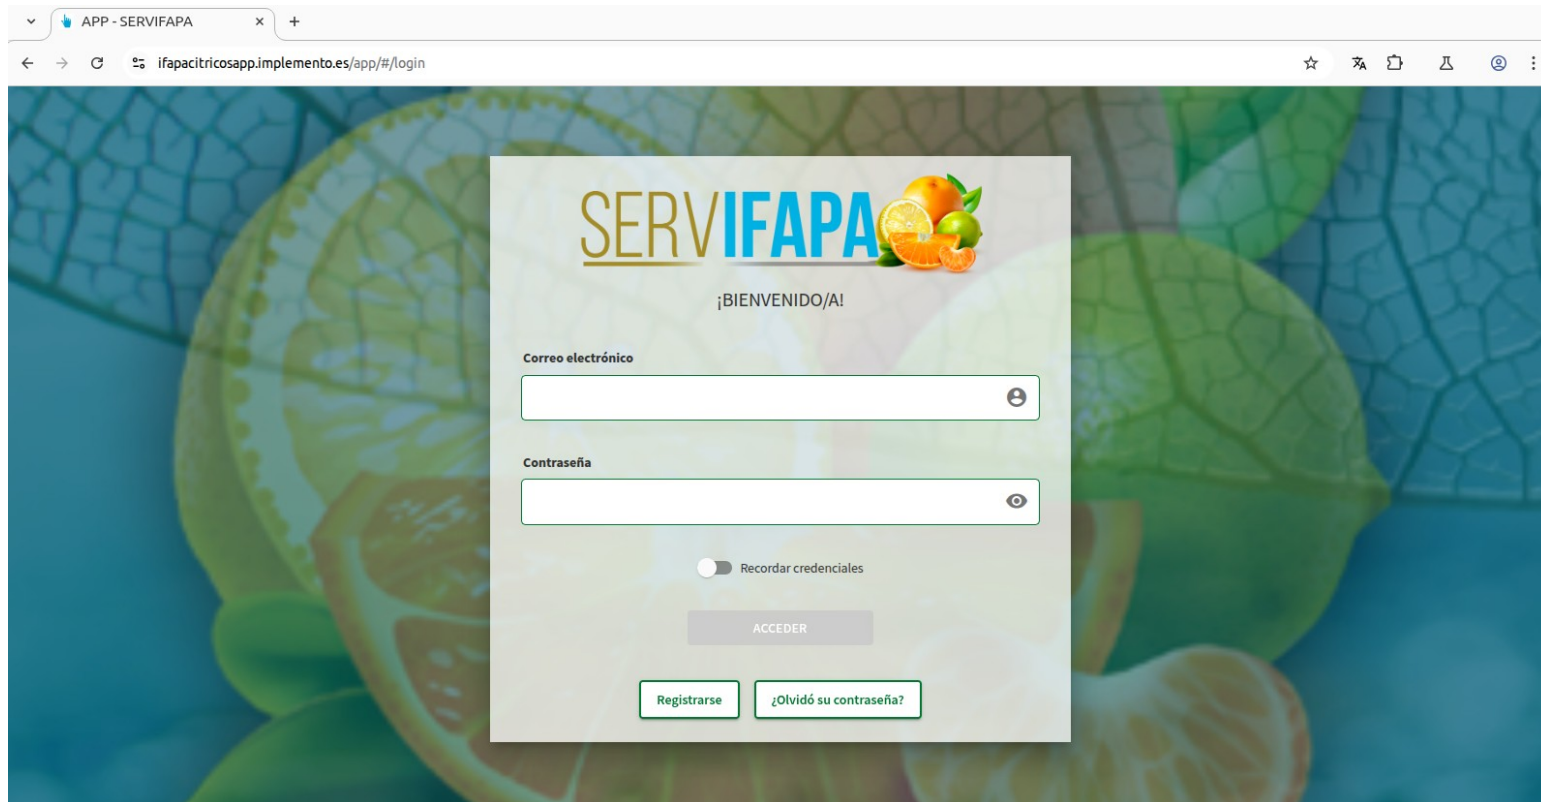 APP - SERVIFAPA
ifapacitricosapp.implemento.es/app/#/login
SERVIFAPA
¡BIENVENIDO/A!
Correo electrónico
Contraseña
Recordar credenciales
ACCEDER
Registrarse
¿Olvidó su contraseña?